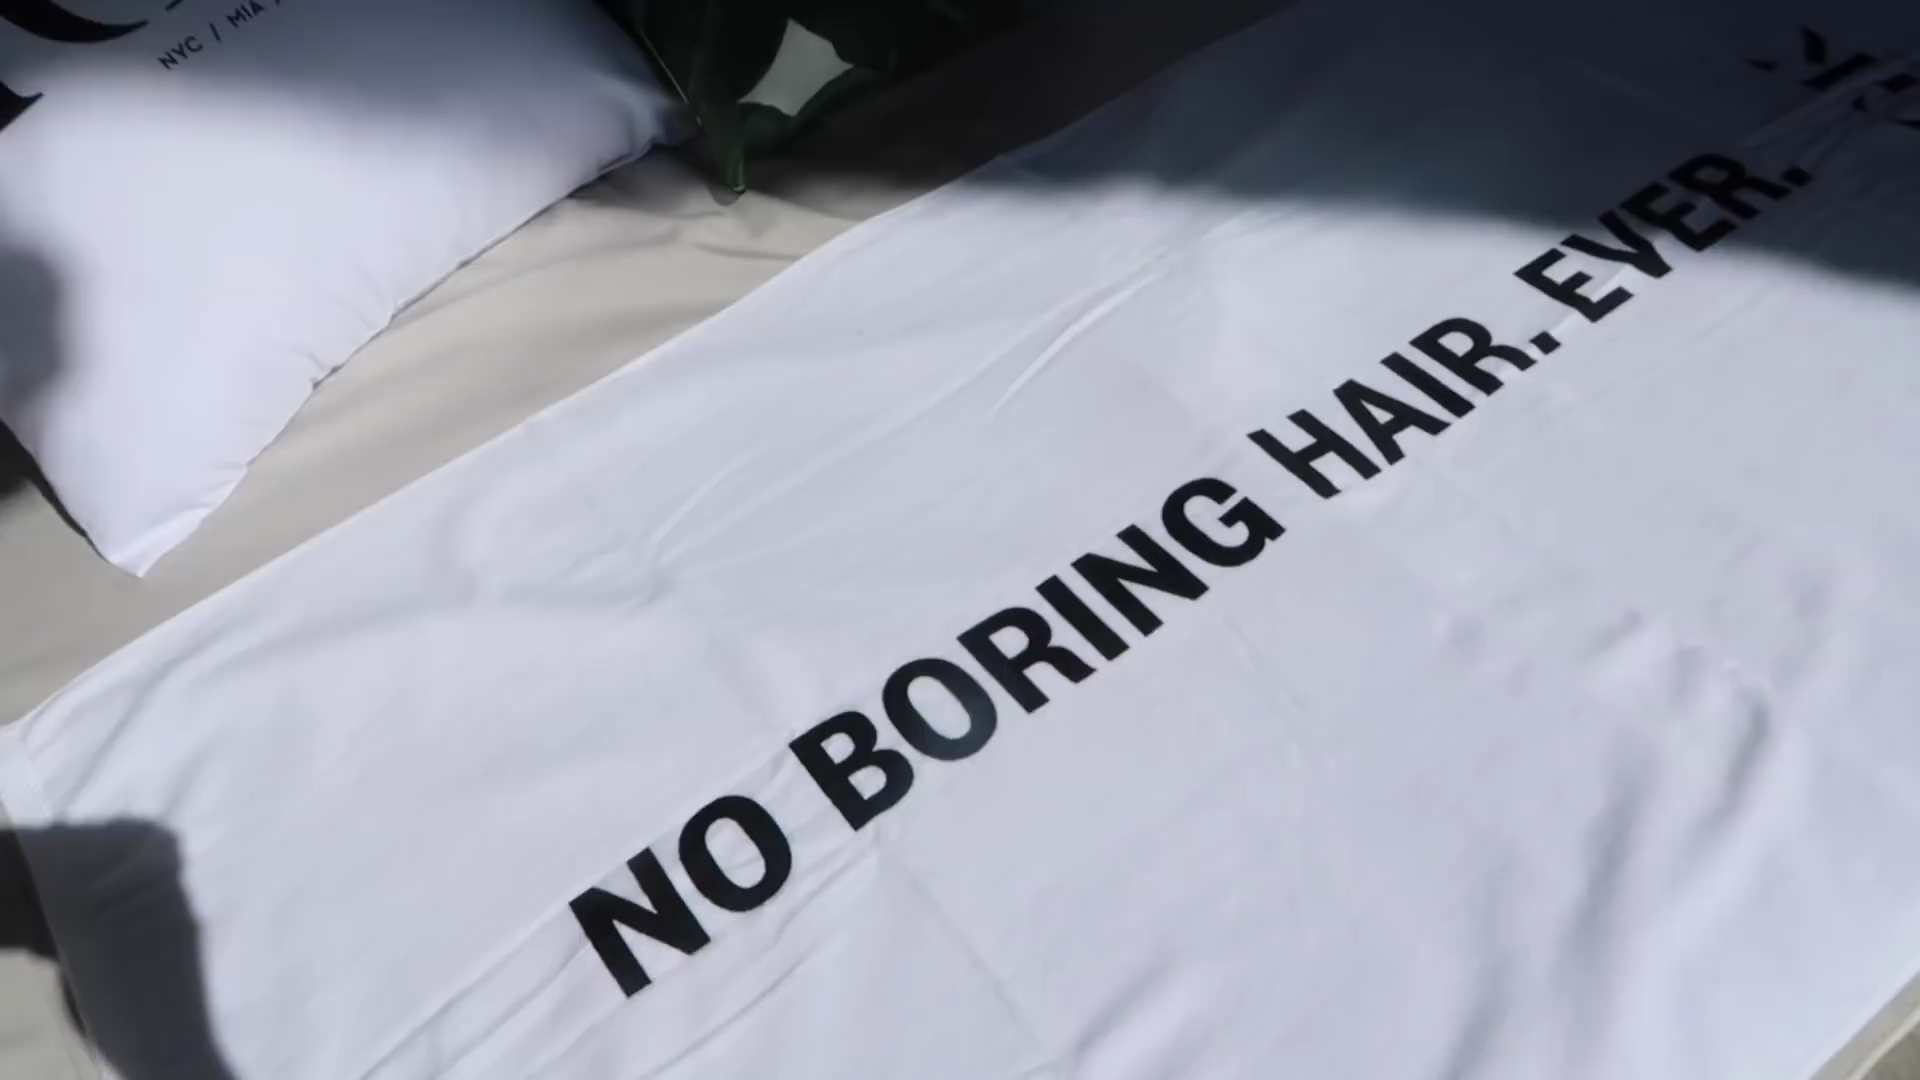 NYC / MIA /
NO BORING HAIR. EVER.